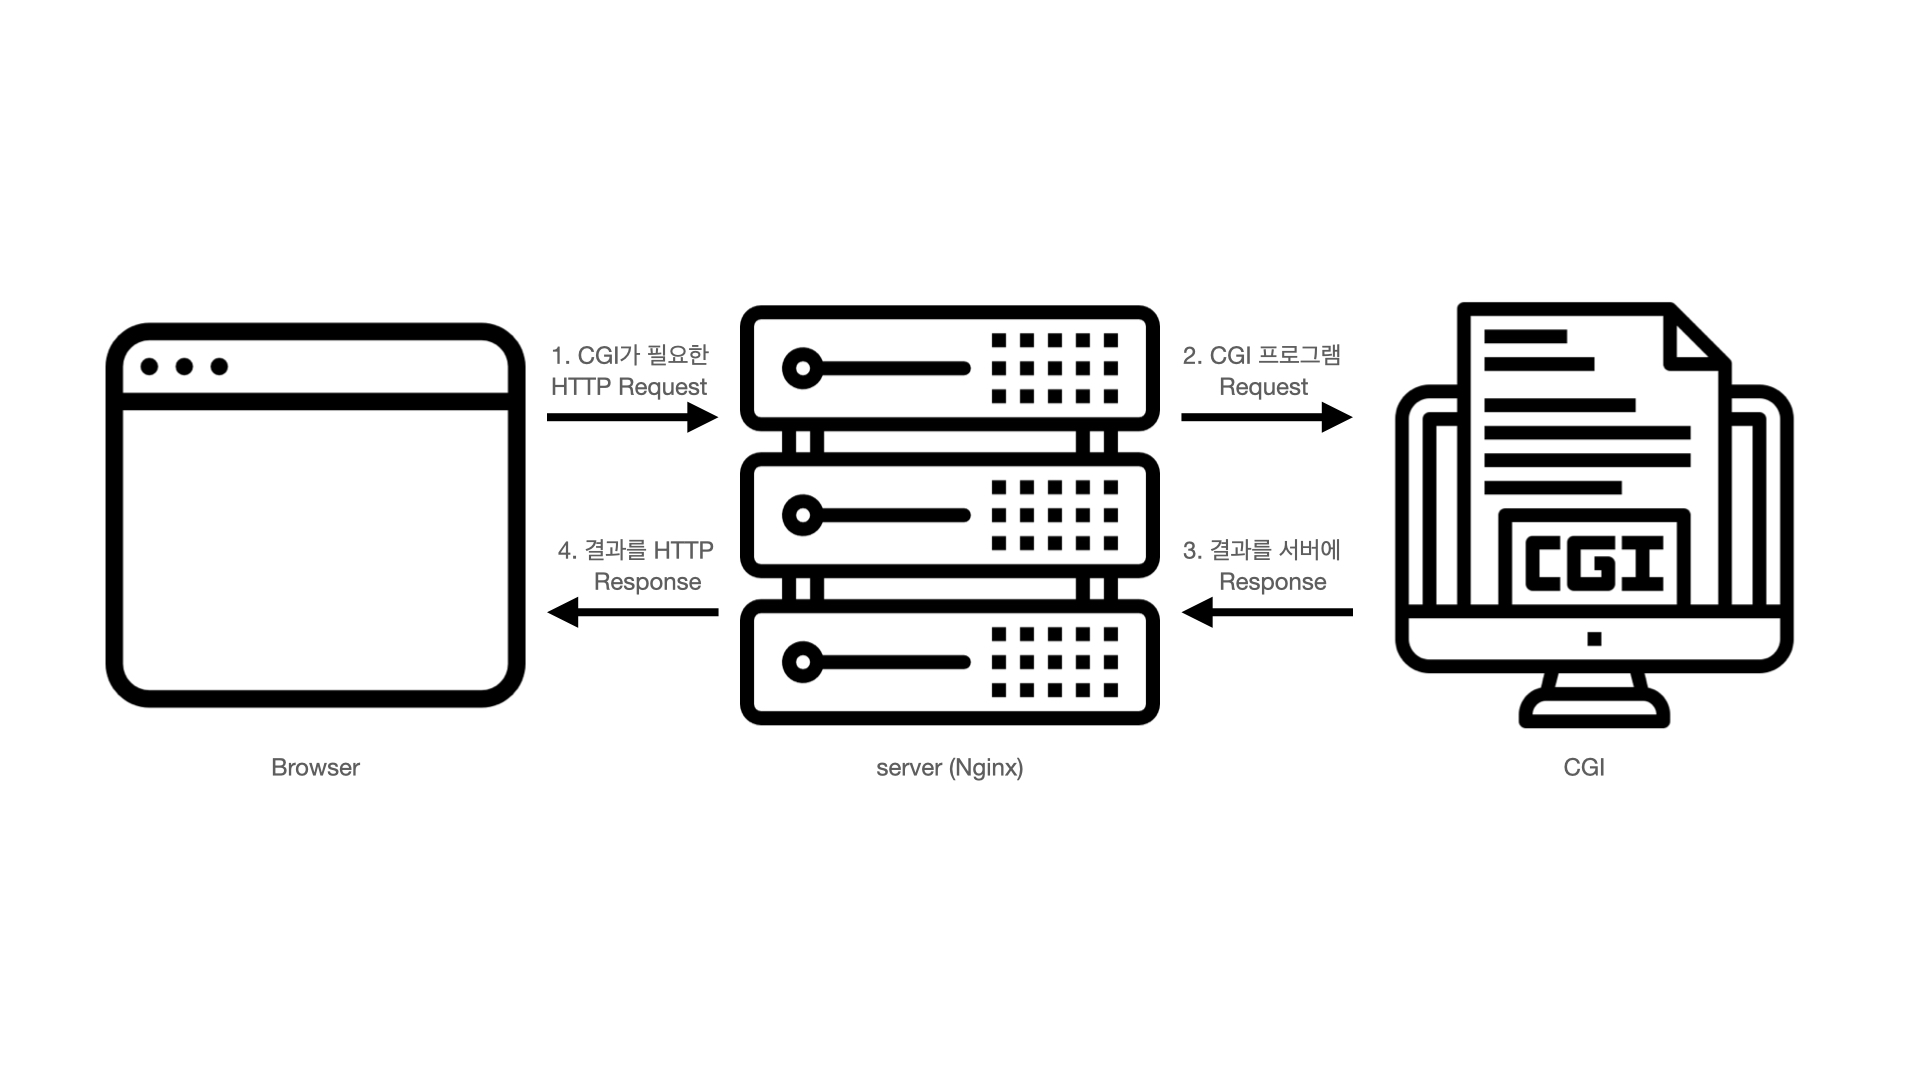 1. CGI가 필요한
HTTP Request
2. CGI 프로그램
Request
4. 결과를 HTTP
Response
3. 결과를 서버에
Response
CGI
Browser
server (Nginx)
CGI